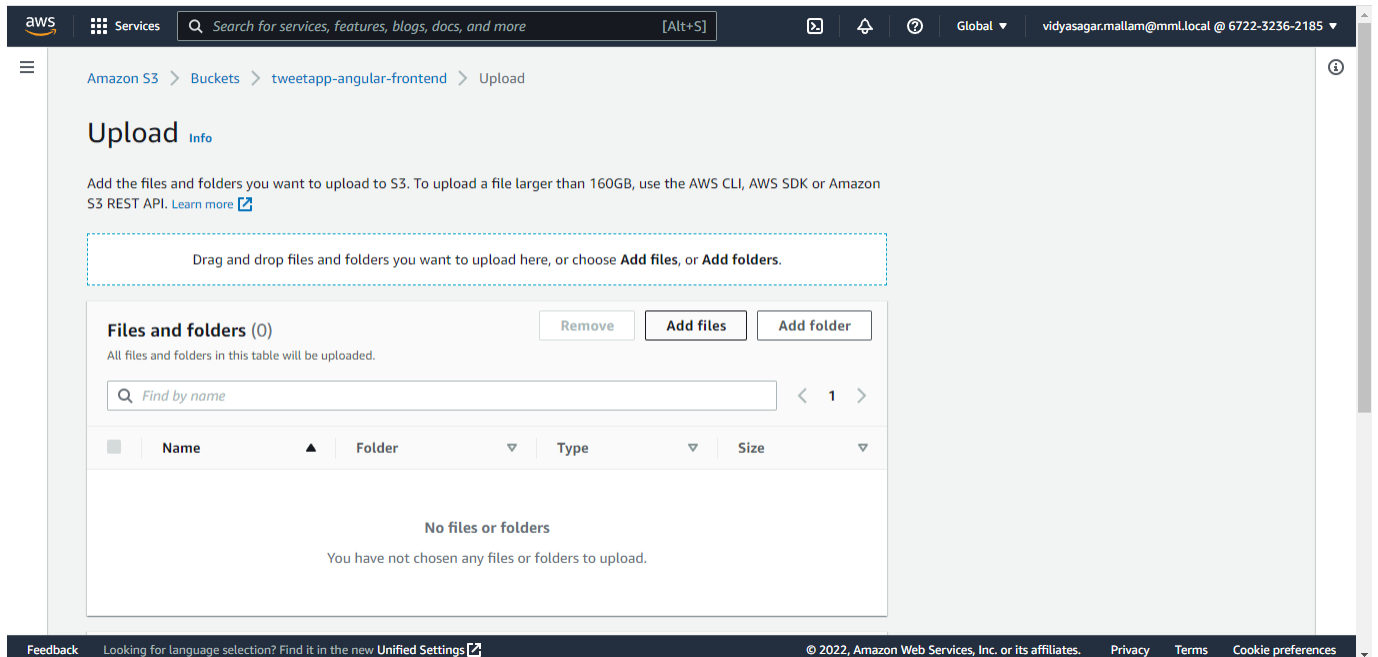 aws Services Search for services, features, blogs, docs, and more [Alt+S] Global vidyasagar.mallam@mml.local @ 6722-3236-2185
Amazon S3 > Buckets > tweetapp-angular-frontend > Upload
Upload Info
Add the files and folders you want to upload to S3. To upload a file larger than 160GB, use the AWS CLI, AWS SDK or Amazon
S3 REST API. Learn more
Drag and drop files and folders you want to upload here, or choose Add files, or Add folders.
Files and folders (0) Remove Add files Add folder
All files and folders in this table will be uploaded.
Find by name 1
Name Folder Type Size
No files or folders
You have not chosen any files or folders to upload.
Feedback Looking for language selection? Find it in the new Unified Settings © 2022, Amazon Web Services, Inc. or its affiliates. Privacy Terms Cookie preferences